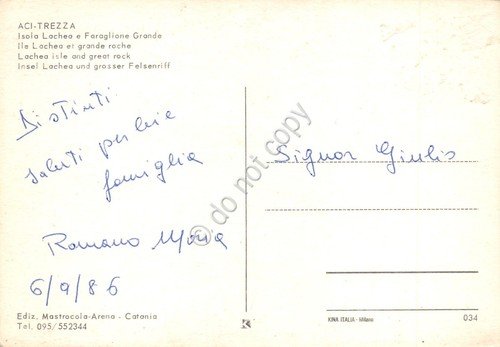 ACI-TREZZA
Isola Lachea e Faraglione Grande
Ile Lachea et grande roche
Lachea isle and great rock
Insel Lachea und grosser Felsenriff
Distinti
saluti per lei e
famiglia
Romano Maria
6/9/86
Signor Giulio
© do not copy
Ediz. Mastrocola-Arena - Catania
Tel. 095/552344
K
KINA ITALIA - Milano
034